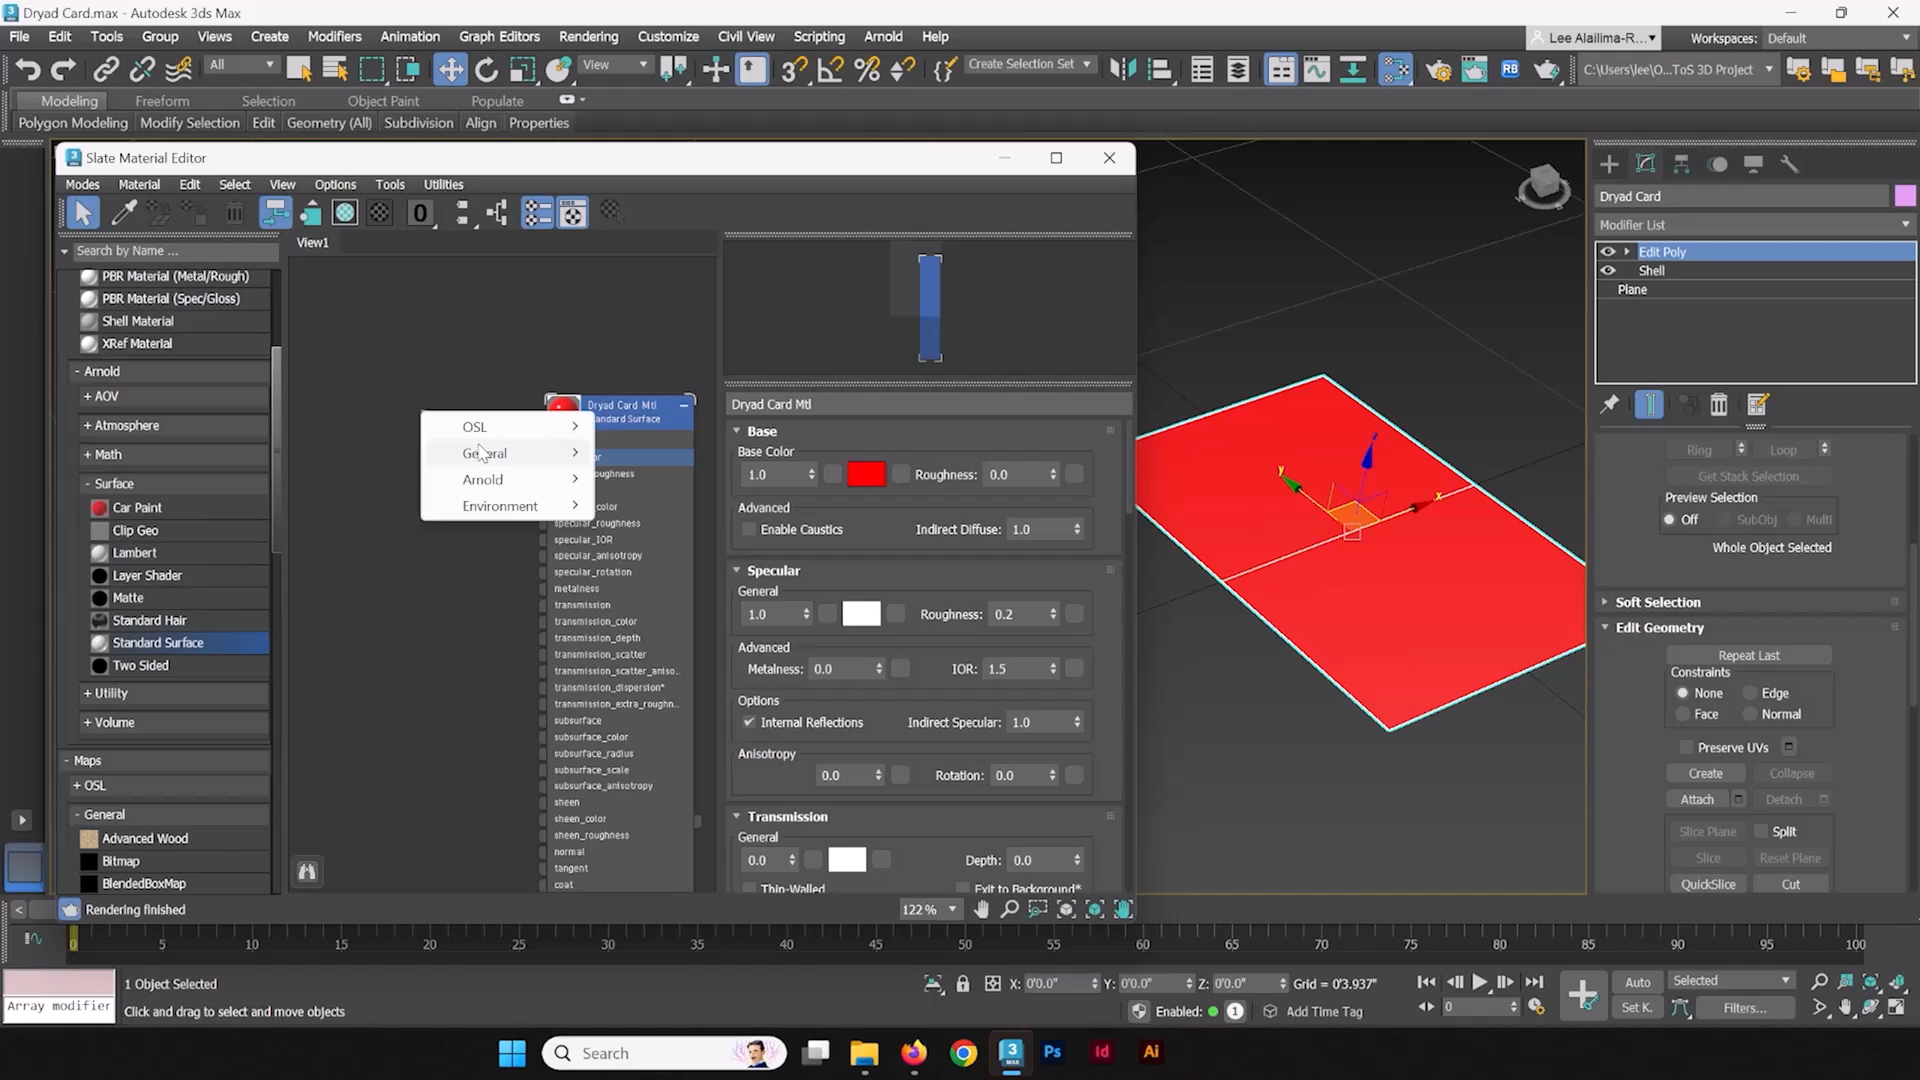 Dryad Card.max - Autodesk 3ds Max
File Edit Tools Group Views Create Modifiers Animation Graph Editors Rendering Customize Civil View Scripting Arnold Help
Lee Alailima-R... Workspaces: Default
All View Create Selection Set C:\Users\lee\O...ToS 3D Project
Modeling Freeform Selection Object Paint Populate
Polygon Modeling Modify Selection Edit Geometry (All) Subdivision Align Properties
Slate Material Editor
Modes Material Edit Select View Options Tools Utilities
Search by Name ...
View1
PBR Material (Metal/Rough)
PBR Material (Spec/Gloss)
Shell Material
XRef Material
- Arnold
+ AOV
+ Atmosphere
+ Math
- Surface
Car Paint
Clip Geo
Lambert
Layer Shader
Matte
Standard Hair
Standard Surface
Two Sided
+ Utility
+ Volume
- Maps
+ OSL
- General
Advanced Wood
Bitmap
BlendedBoxMap
Dryad Card Mtl
OSL
General
Arnold
Environment
specular_roughness
specular_IOR
specular_anisotropy
specular_rotation
metalness
transmission
transmission_color
transmission_depth
transmission_scatter
transmission_scatter_aniso...
transmission_dispersion*
transmission_extra_roughn...
subsurface
subsurface_color
subsurface_radius
subsurface_scale
subsurface_anisotropy
sheen
sheen_color
sheen_roughness
normal
tangent
coat
Dryad Card Mtl
Base
Base Color
1.0 Roughness: 0.0
Advanced
Enable Caustics Indirect Diffuse: 1.0
Specular
General
1.0 Roughness: 0.2
Advanced
Metalness: 0.0 IOR: 1.5
Options
Internal Reflections Indirect Specular: 1.0
Anisotropy
0.0 Rotation: 0.0
Transmission
General
0.0 Depth: 0.0
Thin-Walled Exit to Background*
Rendering finished
122 %
x
y
Dryad Card
Modifier List
Edit Poly
Shell
Plane
Ring Loop
Get Stack Selection
Preview Selection
Off SubObj Multi
Whole Object Selected
Soft Selection
Edit Geometry
Repeat Last
Constraints
None Edge
Face Normal
Preserve UVs
Create Collapse
Attach Detach
Slice Plane Split
Slice Reset Plane
QuickSlice Cut
0 5 10 15 20 25 30 35 40 45 50 55 60 65 70 75 80 85 90 95 100
Array modifier
1 Object Selected
Click and drag to select and move objects
X: 0'0.0" Y: 0'0.0" Z: 0'0.0" Grid = 0'3.937"
Enabled: 1 Add Time Tag
0
Auto Selected
Set K. Filters...
Search
Ps Id Ai